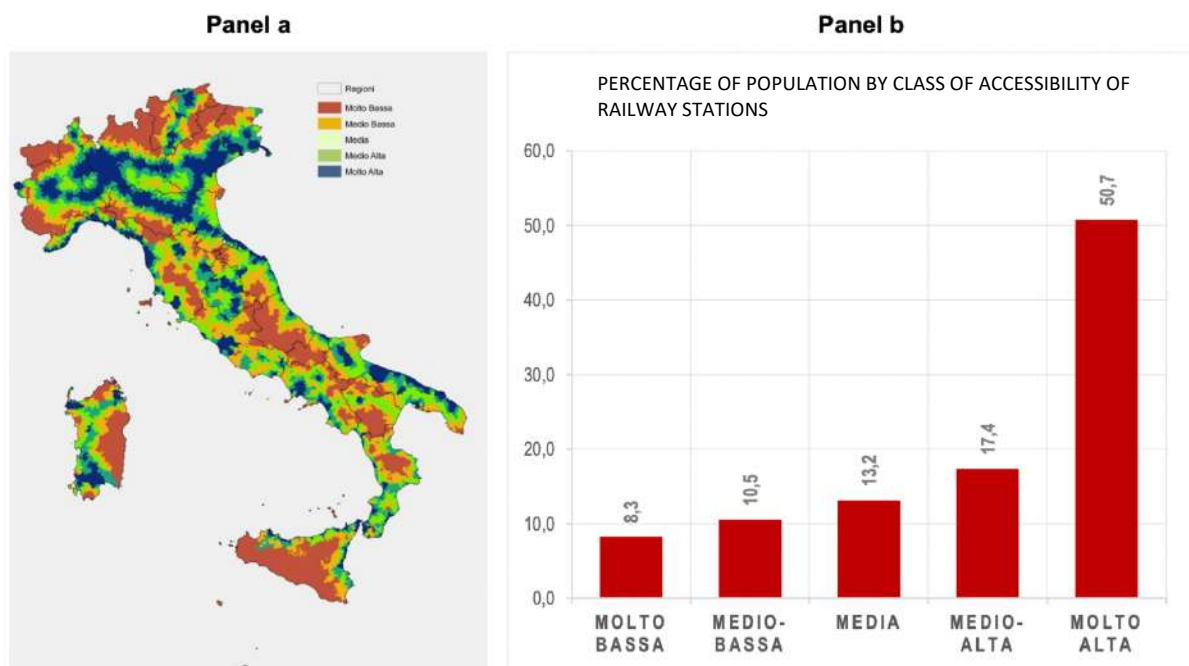 Panel a
Panel b
Regioni
Molto Bassa
Medio Bassa
Media
Medio Alta
Molto Alta
PERCENTAGE OF POPULATION BY CLASS OF ACCESSIBILITY OF
RAILWAY STATIONS
60,0
50,0
40,0
30,0
20,0
10,0
0,0
8,3
10,5
13,2
17,4
50,7
MOLTO
BASSA
MEDIO-
BASSA
MEDIA
MEDIO-
ALTA
MOLTO
ALTA